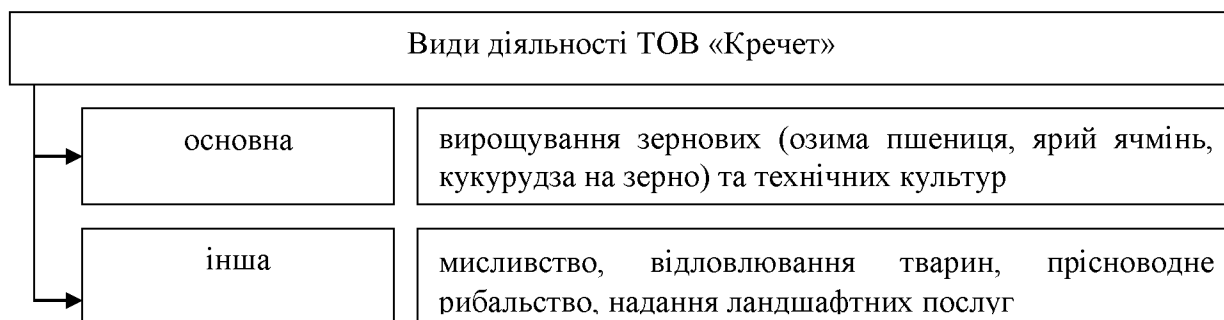 Види діяльності ТОВ «Кречет»
основна
вирощування зернових (озима пшениця, ярий ячмінь,
кукурудза на зерно) та технічних культур
інша
мисливство, відловлювання тварин, прісноводне
рибальство, надання ландшафтних послуг